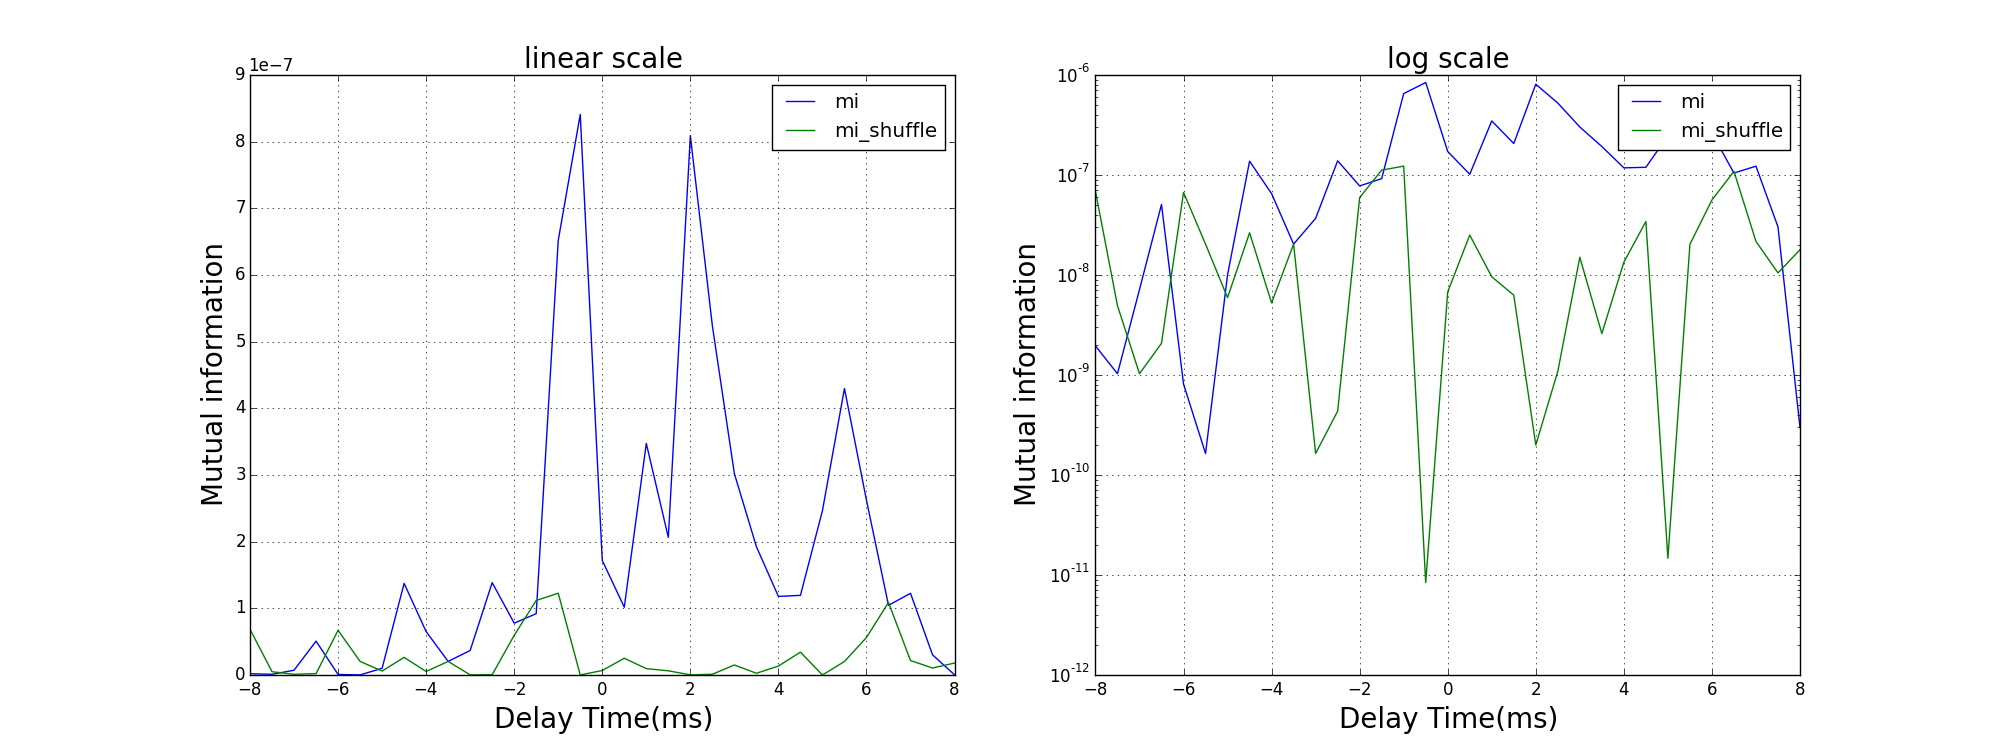 linear scale
1e−7
mi
mi_shuffle
9
8
7
6
5
4
3
2
1
0
−8 −6 −4 −2 0 2 4 6 8
Mutual information
Delay Time(ms)
log scale
mi
mi_shuffle
10^-6
10^-7
10^-8
10^-9
10^-10
10^-11
10^-12
−8 −6 −4 −2 0 2 4 6 8
Mutual information
Delay Time(ms)